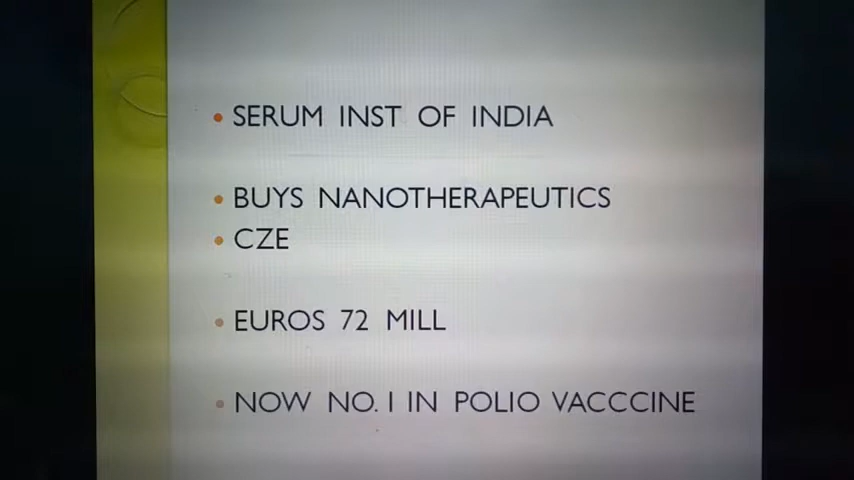 SERUM INST OF INDIA
BUYS NANOTHERAPEUTICS
CZE
EUROS 72 MILL
NOW NO. 1 IN POLIO VACCCINE